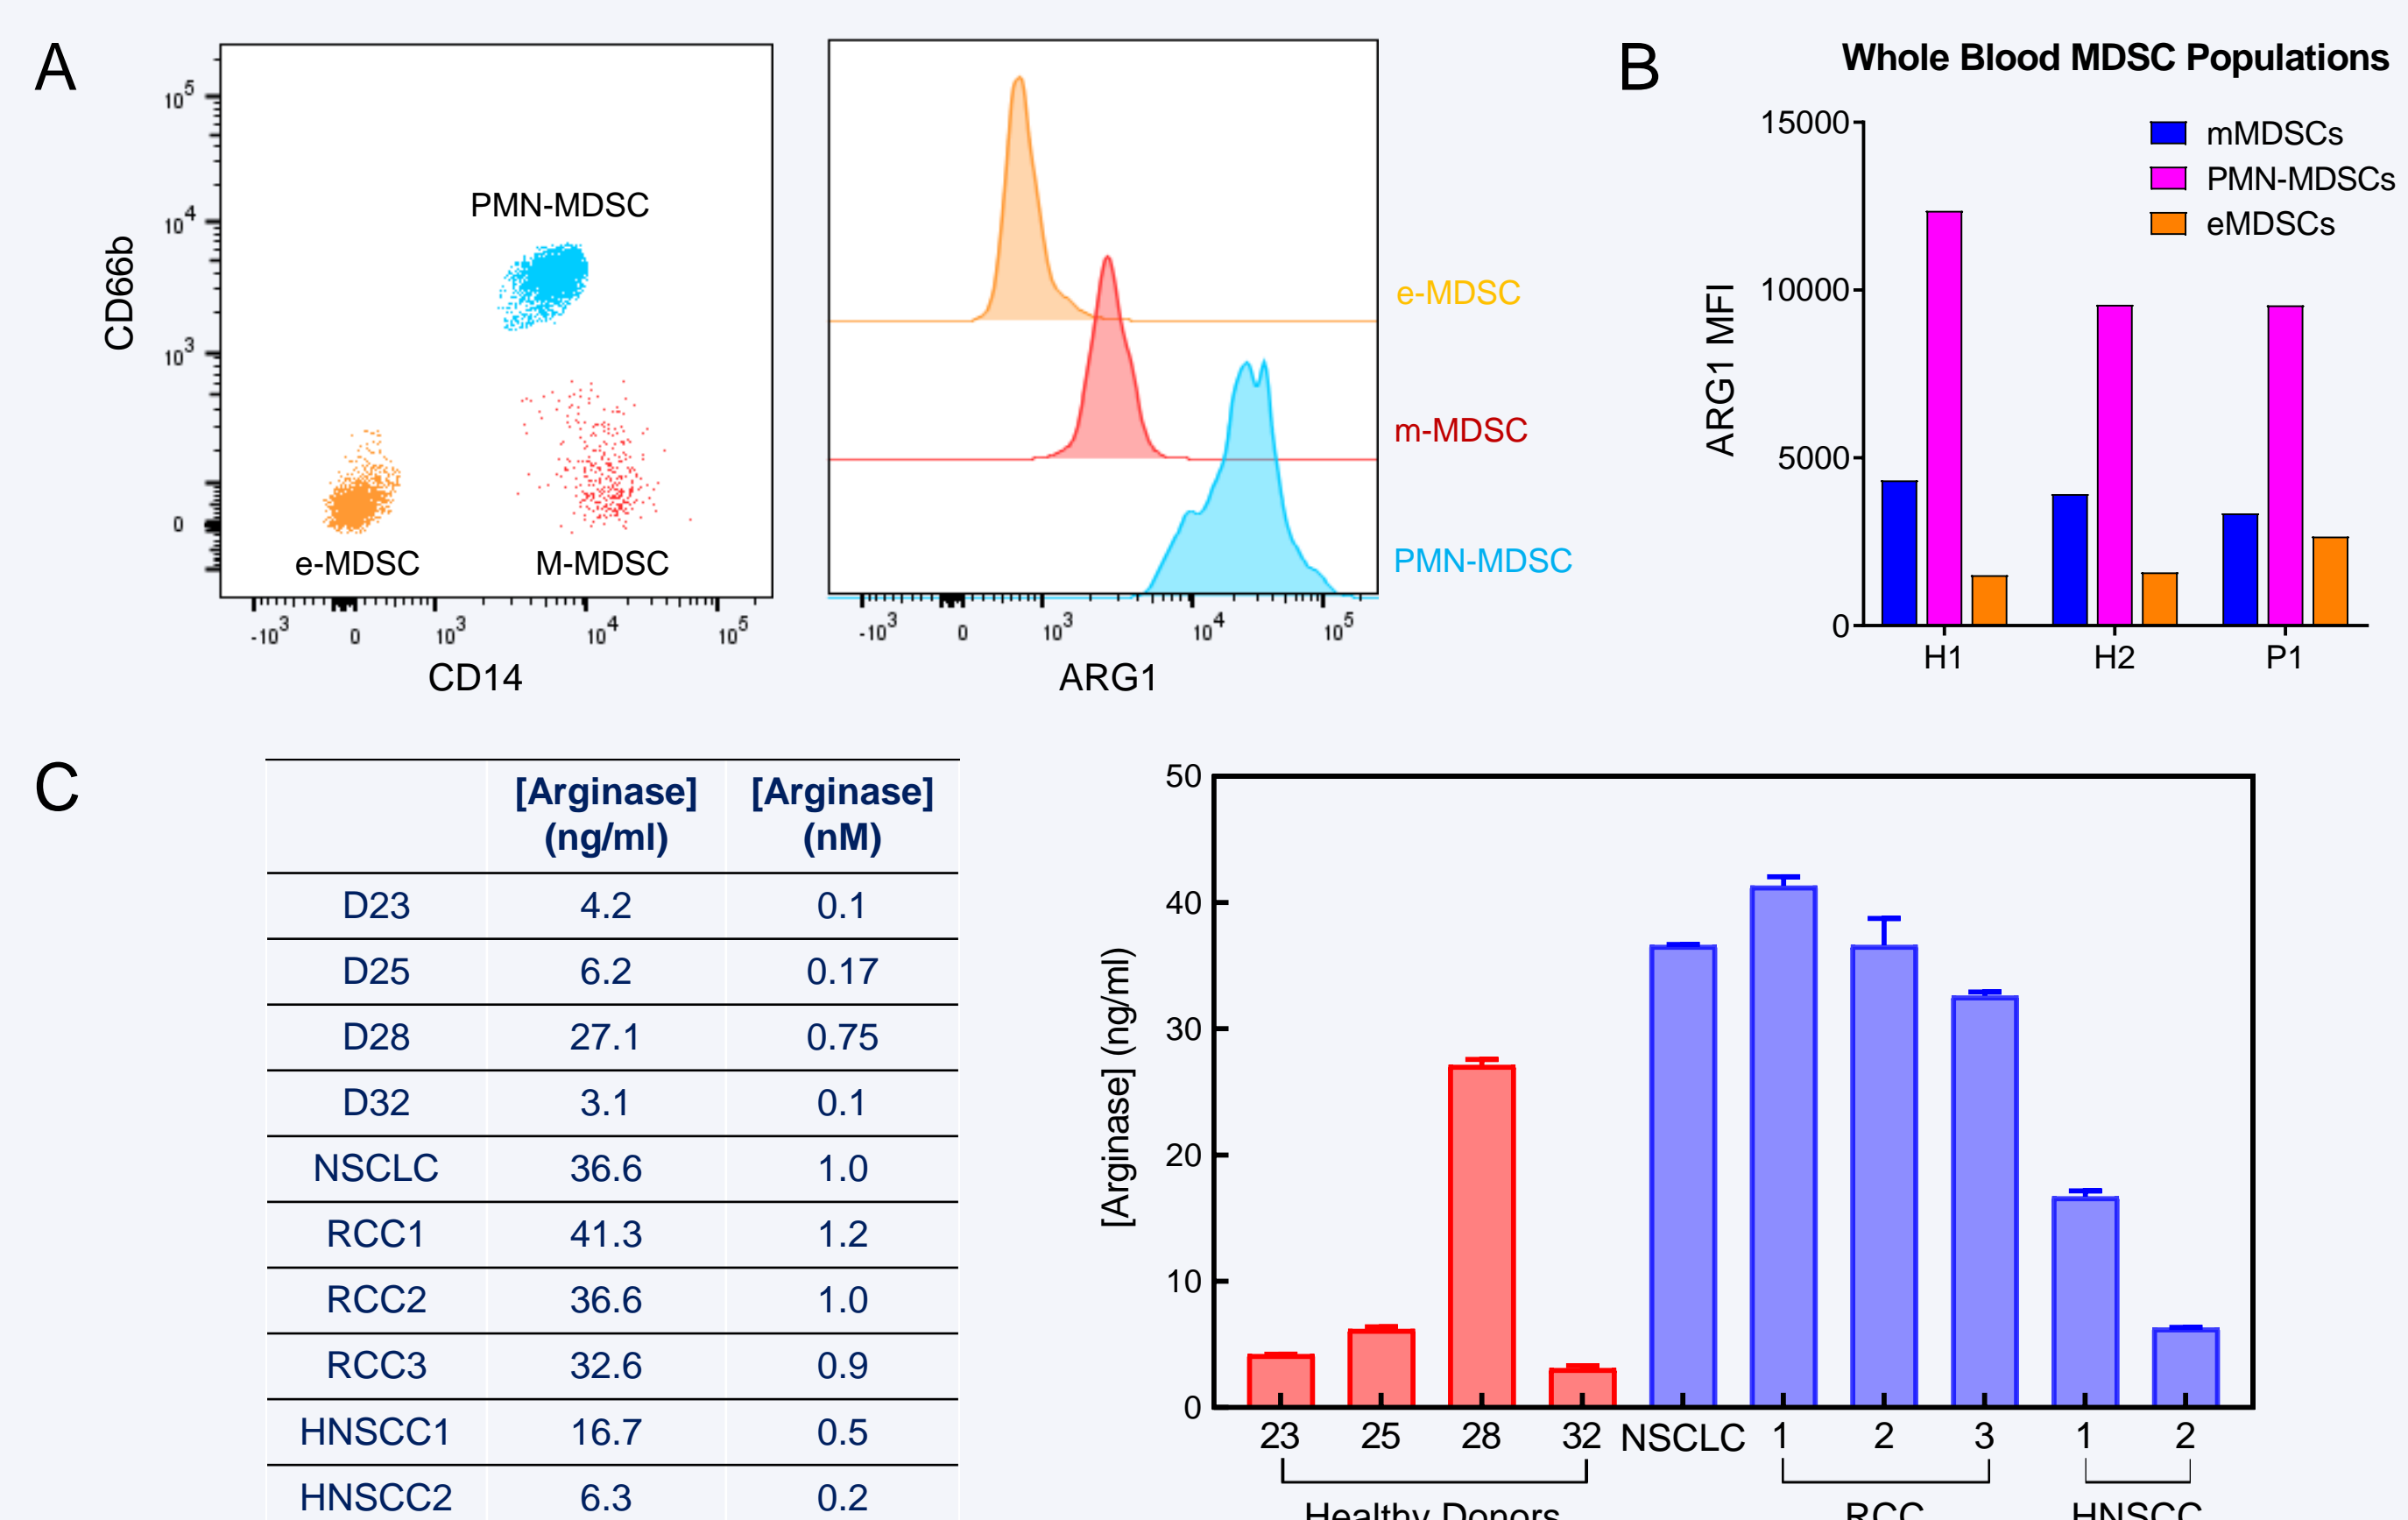 A
CD66b
10^5
10^4
10^3
0
PMN-MDSC
e-MDSC
M-MDSC
-10^3 0 10^3 10^4 10^5
CD14
e-MDSC
m-MDSC
PMN-MDSC
-10^3 0 10^3 10^4 10^5
ARG1
B
Whole Blood MDSC Populations
ARG1 MFI
15000
10000
5000
0
mMDSCs
PMN-MDSCs
eMDSCs
H1 H2 P1
C
[Arginase] (ng/ml) [Arginase] (nM)
D23 4.2 0.1
D25 6.2 0.17
D28 27.1 0.75
D32 3.1 0.1
NSCLC 36.6 1.0
RCC1 41.3 1.2
RCC2 36.6 1.0
RCC3 32.6 0.9
HNSCC1 16.7 0.5
HNSCC2 6.3 0.2
[Arginase] (ng/ml)
50
40
30
20
10
0
23 25 28 32 NSCLC 1 2 3 1 2
Healthy Donors RCC HNSCC